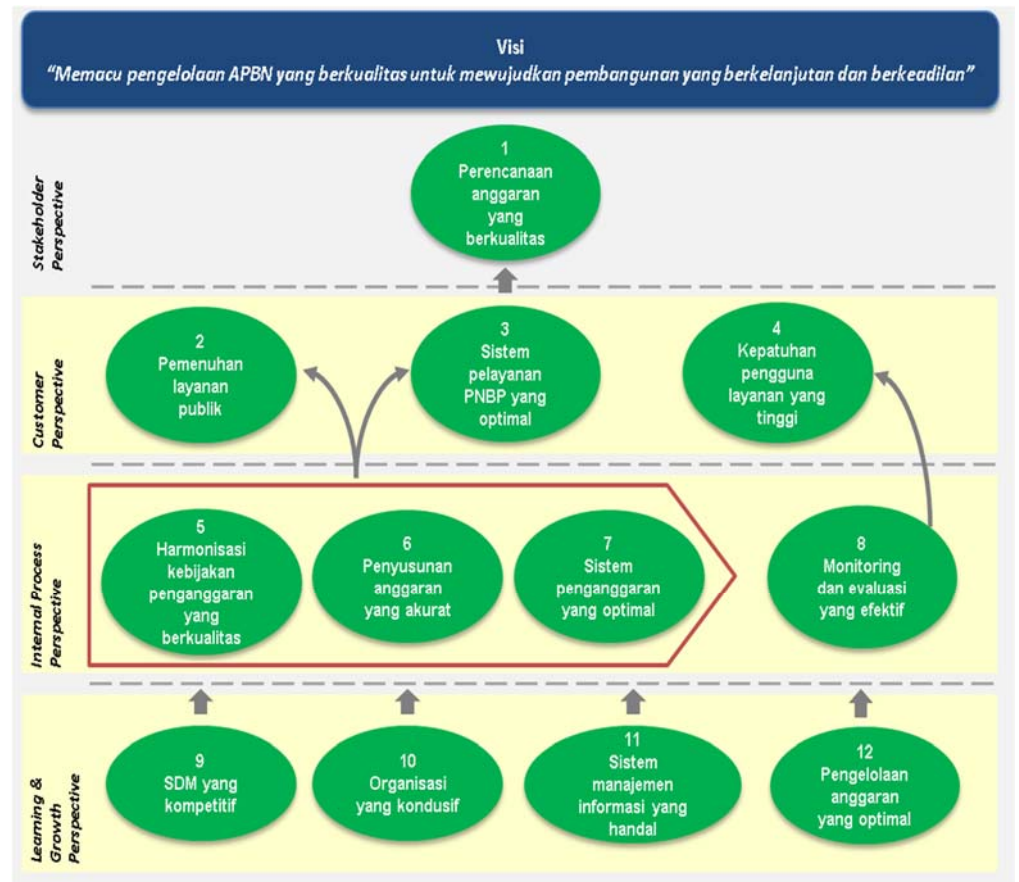 Visi
“Memacu pengelolaan APBN yang berkualitas untuk mewujudkan pembangunan yang berkelanjutan dan berkeadilan”
Stakeholder
Perspective
1
Perencanaan
anggaran
yang
berkualitas
Customer
Perspective
2
Pemenuhan
layanan
publik
3
Sistem
pelayanan
PNBP yang
optimal
4
Kepatuhan
pengguna
layanan yang
tinggi
Internal Process
Perspective
5
Harmonisasi
kebijakan
penganggaran
yang
berkualitas
6
Penyusunan
anggaran
yang akurat
7
Sistem
penganggaran
yang optimal
8
Monitoring
dan evaluasi
yang efektif
Learning &
Growth
Perspective
9
SDM yang
kompetitif
10
Organisasi
yang kondusif
11
Sistem
manajemen
informasi yang
handal
12
Pengelolaan
anggaran
yang optimal